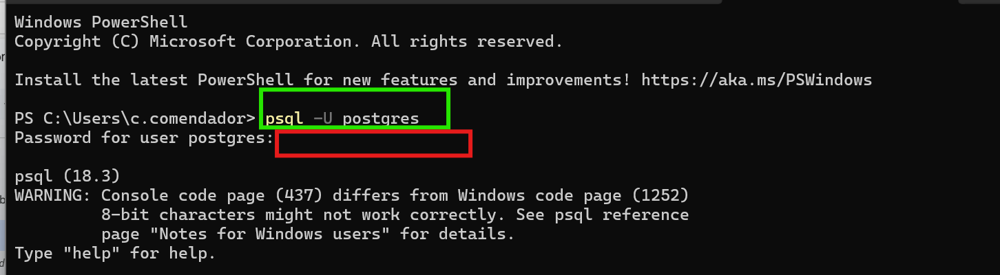 Windows PowerShell
Copyright (C) Microsoft Corporation. All rights reserved.
Install the latest PowerShell for new features and improvements! https://aka.ms/PSWindows
PS C:\Users\c.comendador> psql -U postgres
Password for user postgres:
psql (18.3)
WARNING: Console code page (437) differs from Windows code page (1252)
         8-bit characters might not work correctly. See psql reference
         page "Notes for Windows users" for details.
Type "help" for help.